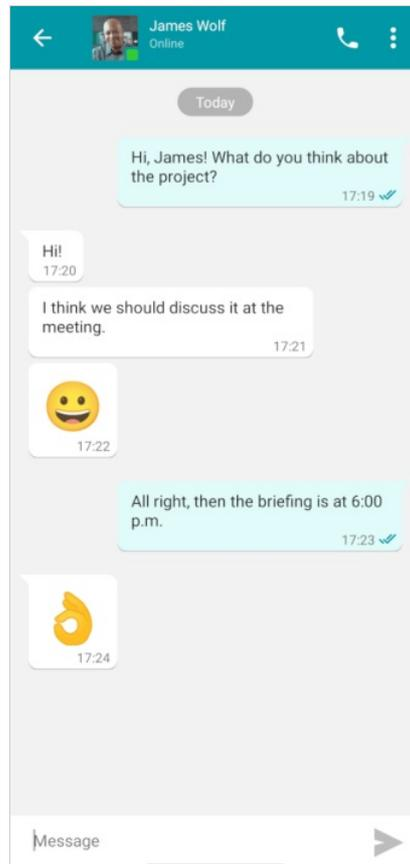 James Wolf
Online
Today
Hi, James! What do you think about
the project?
17:19
Hi!
17:20
I think we should discuss it at the
meeting.
17:21
😀
17:22
All right, then the briefing is at 6:00
p.m.
17:23
👌
17:24
Message